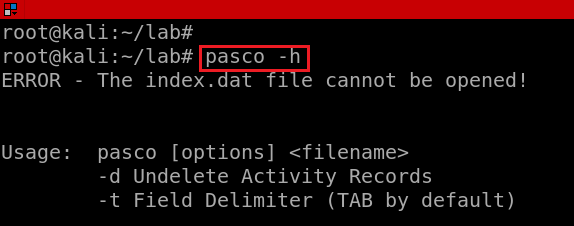 root@kali:~/lab#
root@kali:~/lab# pasco -h
ERROR - The index.dat file cannot be opened!
Usage:  pasco [options] <filename>
        -d Undelete Activity Records
        -t Field Delimiter (TAB by default)